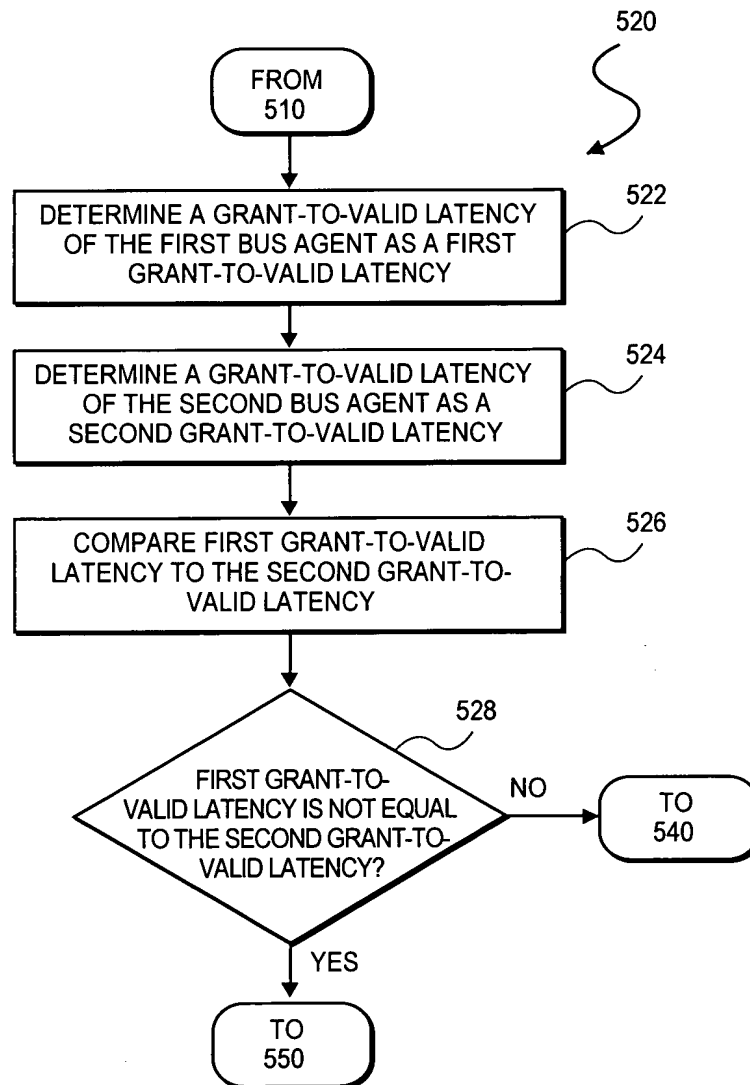 520
FROM
510
DETERMINE A GRANT-TO-VALID LATENCY
OF THE FIRST BUS AGENT AS A FIRST
GRANT-TO-VALID LATENCY
522
DETERMINE A GRANT-TO-VALID LATENCY
OF THE SECOND BUS AGENT AS A
SECOND GRANT-TO-VALID LATENCY
524
COMPARE FIRST GRANT-TO-VALID
LATENCY TO THE SECOND GRANT-TO-
VALID LATENCY
526
528
FIRST GRANT-TO-
VALID LATENCY IS NOT EQUAL
TO THE SECOND GRANT-TO-
VALID LATENCY?
NO
TO
540
YES
TO
550